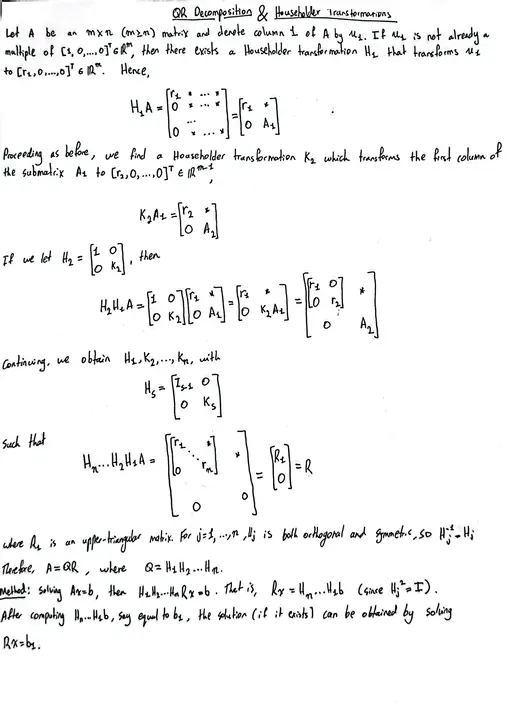 QR Decomposition & Householder Transformations
Let A be an m×n (m≥n) matrix and denote column 1 of A by u₁. If u₁ is not already a
multiple of [1, 0, ..., 0]ᵀ ∈ ℝᵐ, then there exists a Householder transformation H₁ that transforms u₁
to [r₁, 0, ..., 0]ᵀ ∈ ℝᵐ. Hence,
H₁A = [r₁ * ... *; 0 * ... *; ...; 0 * ... *] = [r₁ *; 0 A₁]
Proceeding as before, we find a Householder transformation K₂ which transforms the first column of
the submatrix A₁ to [r₂, 0, ..., 0]ᵀ ∈ ℝᵐ⁻¹,
K₂A₁ = [r₂ *; 0 A₂]
If we let H₂ = [1 0; 0 K₂], then
H₂H₁A = [1 0; 0 K₂][r₁ *; 0 A₁] = [r₁ *; 0 K₂A₁] = [[r₁ 0; 0 r₂] *; 0 A₂]
Continuing, we obtain H₁, K₂, ..., Kₙ, with
Hₛ = [Iₛ₋₁ 0; 0 Kₛ]
such that
Hₙ...H₂H₁A = [[r₁ *; ⋱; 0 rₙ] *; 0 0] = [R₁; 0] = R
where R₁ is an upper-triangular matrix. For j=1, ..., n, Hⱼ is both orthogonal and symmetric, so Hⱼ⁻¹ = Hⱼ
Therefore, A=QR, where Q = H₁H₂...Hₙ.
Method: solving Ax=b, then H₁H₂...HₙRx=b. That is, Rx = Hₙ...H₁b (since Hⱼ² = I).
After computing Hₙ...H₁b, say equal to b₁, the solution (if it exists) can be obtained by solving
Rx=b₁.